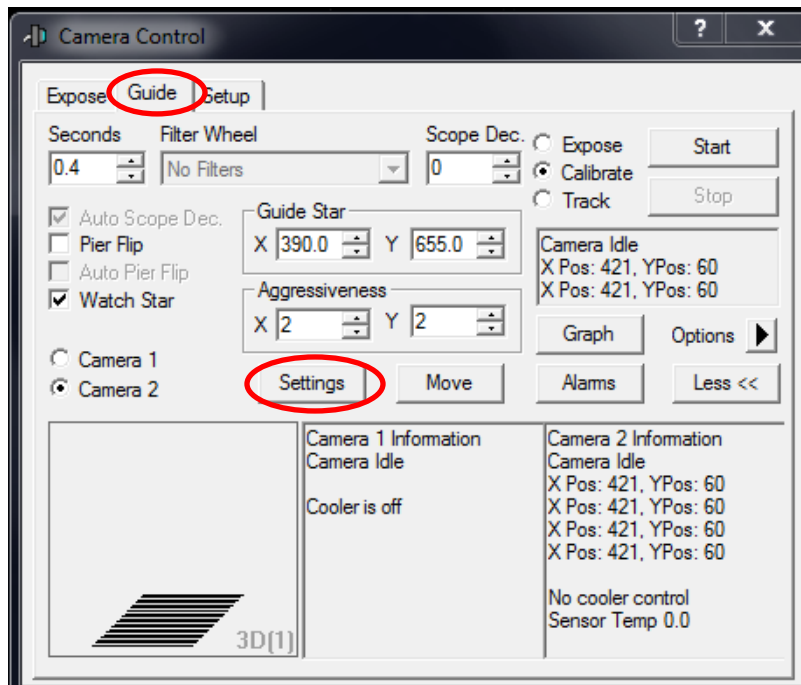 Camera Control
? X
Expose Guide Setup
Seconds Filter Wheel Scope Dec.
0.4 No Filters 0
Expose
Calibrate
Track
Start
Stop
Auto Scope Dec.
Pier Flip
Auto Pier Flip
Watch Star
Guide Star
X 390.0 Y 655.0
Aggressiveness
X 2 Y 2
Camera Idle
X Pos: 421, YPos: 60
X Pos: 421, YPos: 60
Graph Options
Camera 1
Camera 2
Settings Move Alarms Less <<
3D(1)
Camera 1 Information
Camera Idle
Cooler is off
Camera 2 Information
Camera Idle
X Pos: 421, YPos: 60
X Pos: 421, YPos: 60
X Pos: 421, YPos: 60
X Pos: 421, YPos: 60
No cooler control
Sensor Temp 0.0